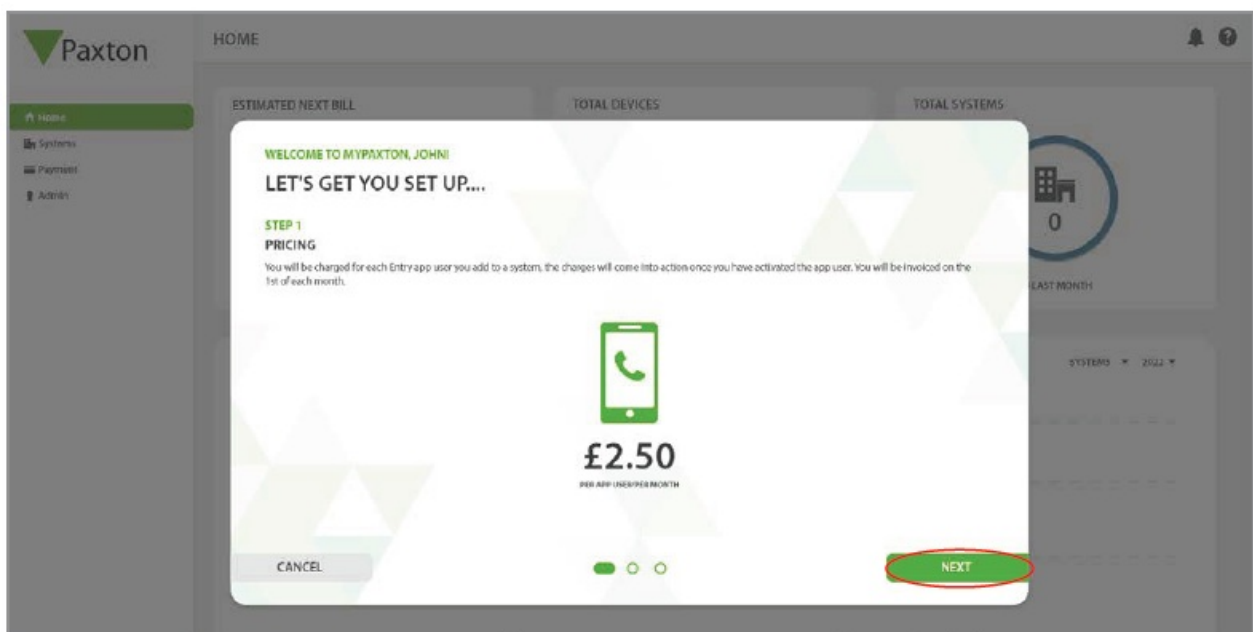 Paxton
HOME
Home
Systems
Payment
Admin
ESTIMATED NEXT BILL
TOTAL DEVICES
TOTAL SYSTEMS
0
LAST MONTH
SYSTEMS
2022
WELCOME TO MYPAXTON, JOHN!
LET'S GET YOU SET UP....
STEP 1
PRICING
You will be charged for each Entry app user you add to a system, the charges will come into action once you have activated the app user. You will be invoiced on the
1st of each month.
£2.50
PER APP USER/PER MONTH
CANCEL
NEXT